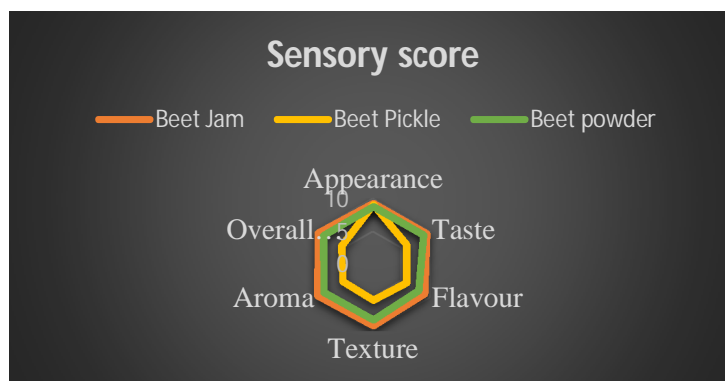 Sensory score
Beet Jam Beet Pickle Beet powder
Appearance
10
Overall... 5 Taste
0
Aroma Flavour
Texture